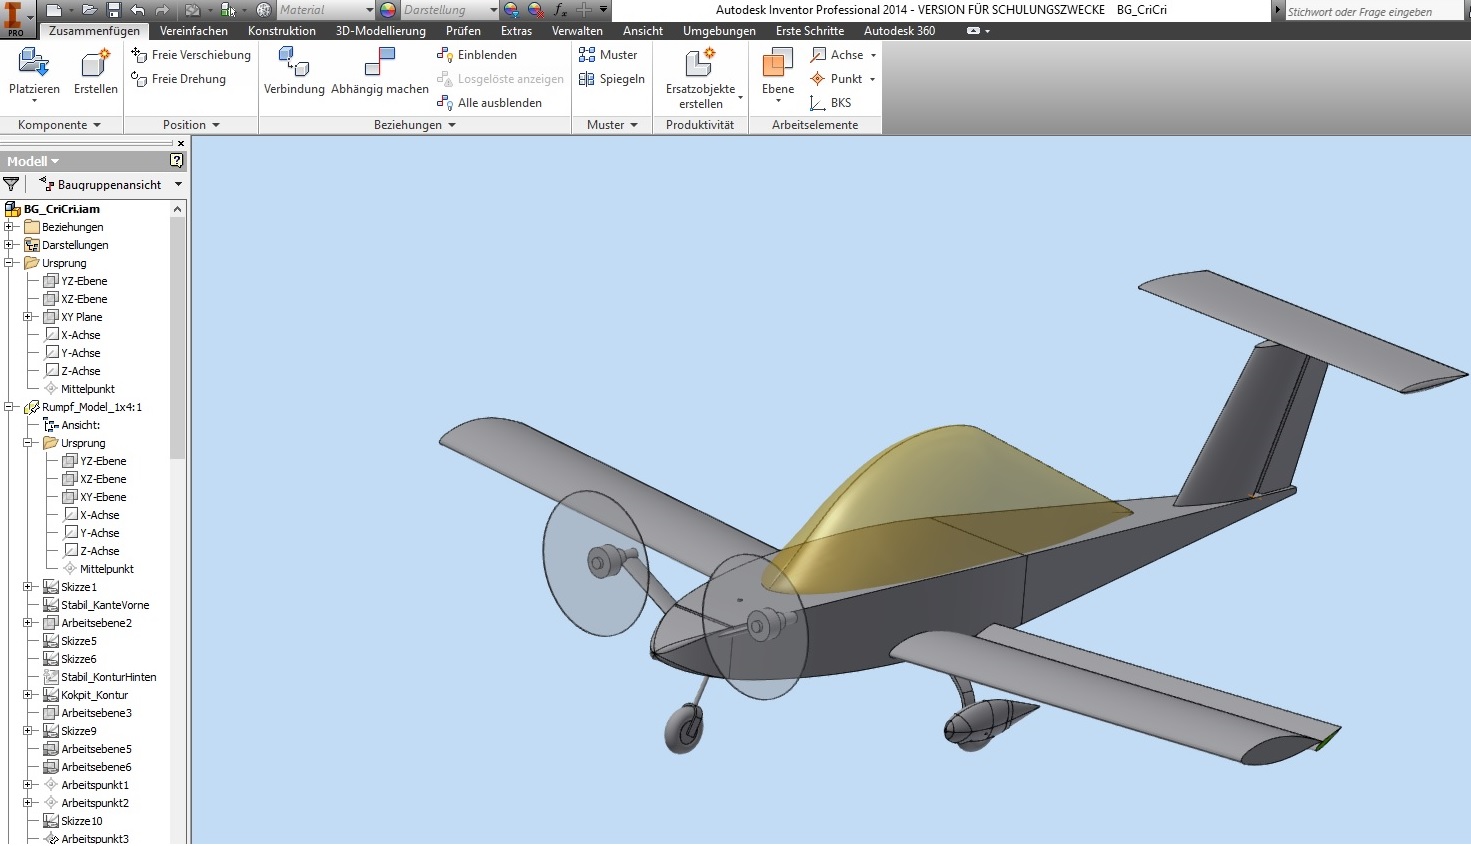 Material
Darstellung
Autodesk Inventor Professional 2014 - VERSION FÜR SCHULUNGSZWECKE BG_CriCri
Stichwort oder Frage eingeben
PRO
Zusammenfügen Vereinfachen Konstruktion 3D-Modellierung Prüfen Extras Verwalten Ansicht Umgebungen Erste Schritte Autodesk 360
Platzieren
Erstellen
Freie Verschiebung
Freie Drehung
Verbindung
Abhängig machen
Einblenden
Losgelöste anzeigen
Alle ausblenden
Muster
Spiegeln
Ersatzobjekte
erstellen
Ebene
Achse
Punkt
BKS
Komponente
Position
Beziehungen
Muster
Produktivität
Arbeitselemente
Modell
Baugruppenansicht
BG_CriCri.iam
Beziehungen
Darstellungen
Ursprung
YZ-Ebene
XZ-Ebene
XY Plane
X-Achse
Y-Achse
Z-Achse
Mittelpunkt
Rumpf_Model_1x4:1
Ansicht:
Ursprung
YZ-Ebene
XZ-Ebene
XY-Ebene
X-Achse
Y-Achse
Z-Achse
Mittelpunkt
Skizze1
Stabil_KanteVorne
Arbeitsebene2
Skizze5
Skizze6
Stabil_KonturHinten
Kokpit_Kontur
Arbeitsebene3
Skizze9
Arbeitsebene5
Arbeitsebene6
Arbeitspunkt1
Arbeitspunkt2
Skizze10
Arbeitspunkt3